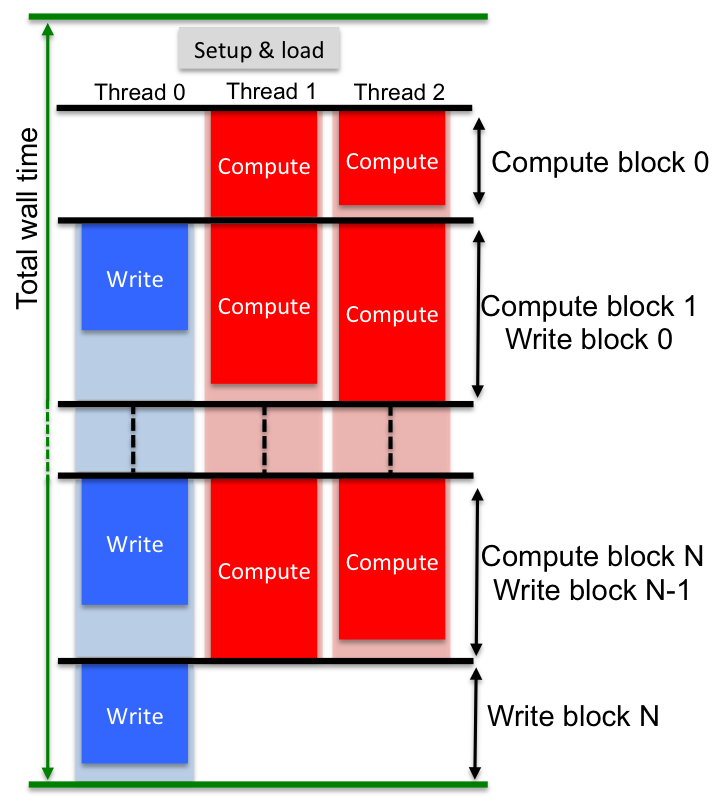 Setup & load
Thread 0
Thread 1
Thread 2
Total wall time
Compute
Compute
Compute block 0
Write
Compute
Compute
Compute block 1
Write block 0
Write
Compute
Compute
Compute block N
Write block N-1
Write
Write block N